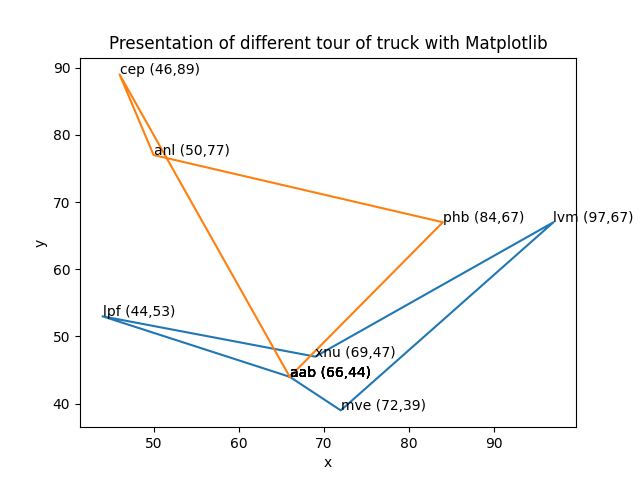 Presentation of different tour of truck with Matplotlib
90
80
70
60
50
40
y
cep (46,89)
anl (50,77)
phb (84,67)
lvm (97,67)
lpf (44,53)
xnu (69,47)
aab (66,44)
mve (72,39)
50 60 70 80 90
x